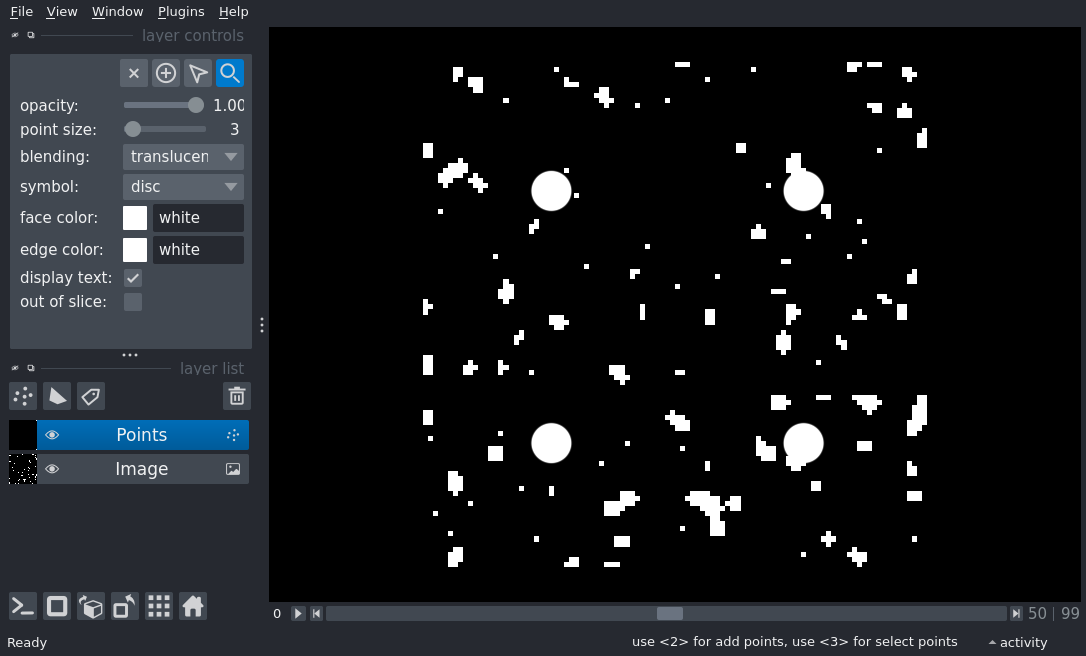 File View Window Plugins Help
layer controls
opacity: 1.00
point size: 3
blending: translucen
symbol: disc
face color: white
edge color: white
display text:
out of slice:
layer list
Points
Image
0 50 | 99
Ready use <2> for add points, use <3> for select points activity